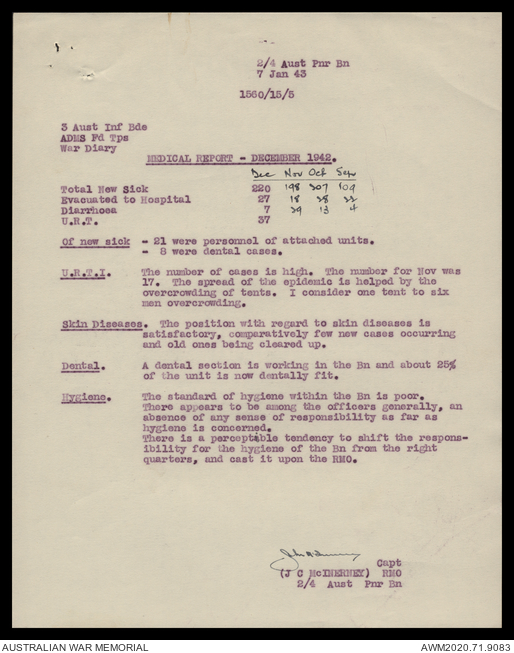 2/4 Aust Pnr Bn
7 Jan 43
1560/15/5
3 Aust Inf Bde
ADMS Fd Tps
War Diary
MEDICAL REPORT - DECEMBER 1942.
Dec Nov Oct Sep
Total New Sick 220 198 207 109
Evacuated to Hospital 27 18 28 22
Diarrhoea 7 29 13 4
U.R.T. 37
Of new sick - 21 were personnel of attached units.
- 8 were dental cases.
U.R.T.I. The number of cases is high. The number for Nov was
17. The spread of the epidemic is helped by the
overcrowding of tents. I consider one tent to six
men overcrowding.
Skin Diseases. The position with regard to skin diseases is
satisfactory, comparatively few new cases occurring
and old ones being cleared up.
Dental. A dental section is working in the Bn and about 25%
of the unit is now dentally fit.
Hygiene. The standard of hygiene within the Bn is poor.
There appears to be among the officers generally, an
absence of any sense of responsibility as far as
hygiene is concerned.
There is a perceptible tendency to shift the respons-
ibility for the hygiene of the Bn from the right
quarters, and cast it upon the RMO.
Capt
(J C McINERNEY) RMO
2/4 Aust Pnr Bn
AUSTRALIAN WAR MEMORIAL AWM2020.71.9083